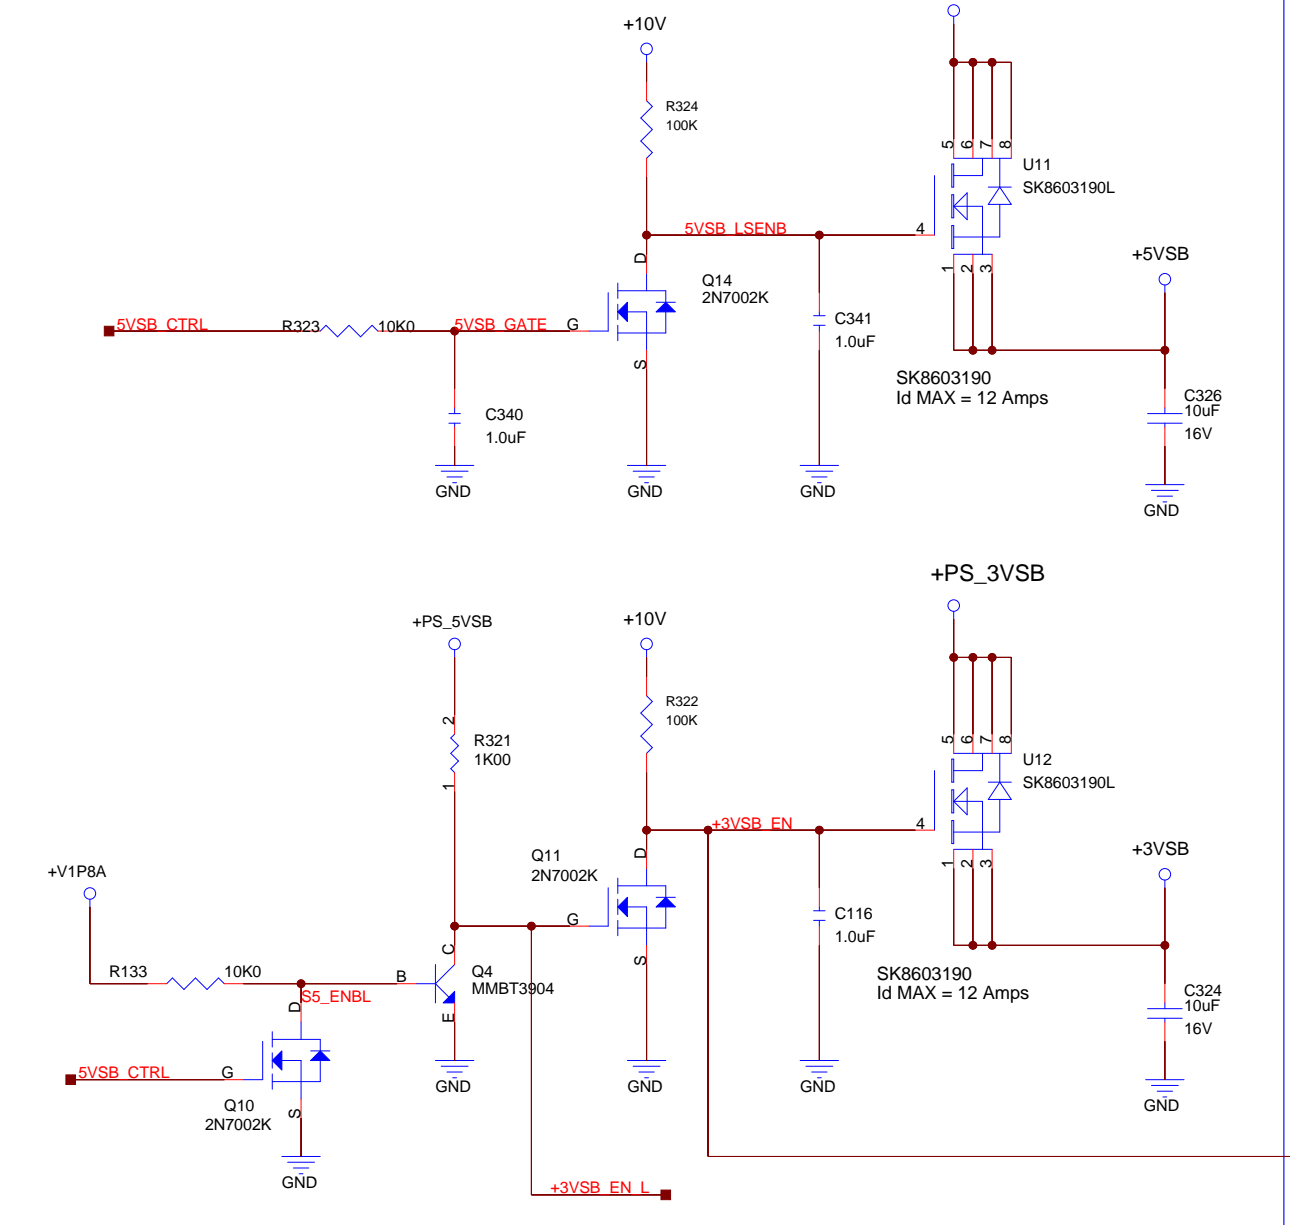 +10V
R324
100K
5
6
7
8
U11
SK8603190L
5VSB_LSENB
4
D
Q14
2N7002K
1
2
3
+5VSB
5VSB_CTRL
R323
10K0
5VSB_GATE
G
C341
1.0uF
S
SK8603190
Id MAX = 12 Amps
C326
10uF
16V
C340
1.0uF
GND
GND
GND
GND
+PS_3VSB
+PS_5VSB
+10V
2
R321
1K00
1
R322
100K
5
6
7
8
U12
SK8603190L
+3VSB_EN
4
D
Q11
2N7002K
1
2
3
+3VSB
+V1P8A
G
C116
1.0uF
R133
10K0
S5_ENBL
B
C
Q4
MMBT3904
E
S
SK8603190
Id MAX = 12 Amps
C324
10uF
16V
D
5VSB_CTRL
G
Q10
2N7002K
S
GND
GND
GND
GND
GND
+3VSB_EN_L